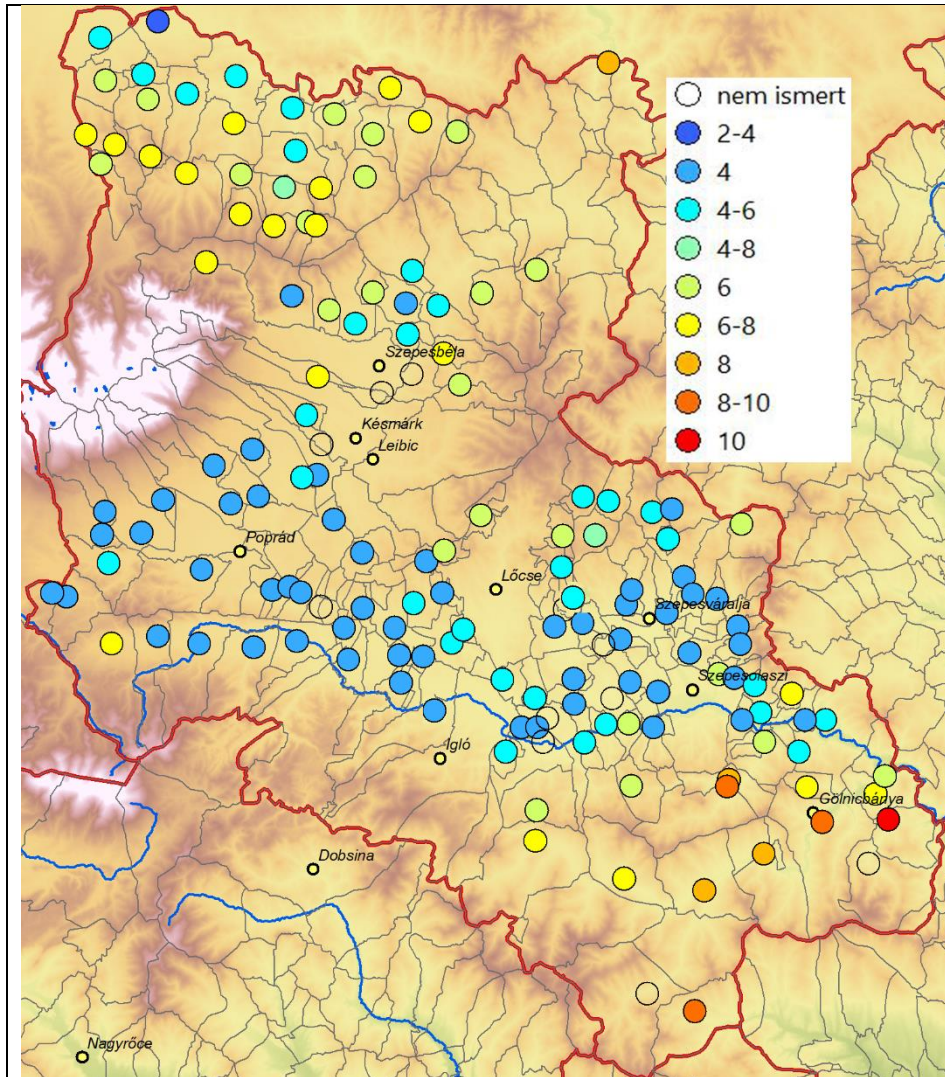 nem ismert
2-4
4
4-6
4-8
6
6-8
8
8-10
10
Szepesbéla
Késmárk
Leibic
Poprád
Lőcse
Szepesváralja
Szepesolaszi
Igló
Gölnicbánya
Dobsina
Nagyrőce